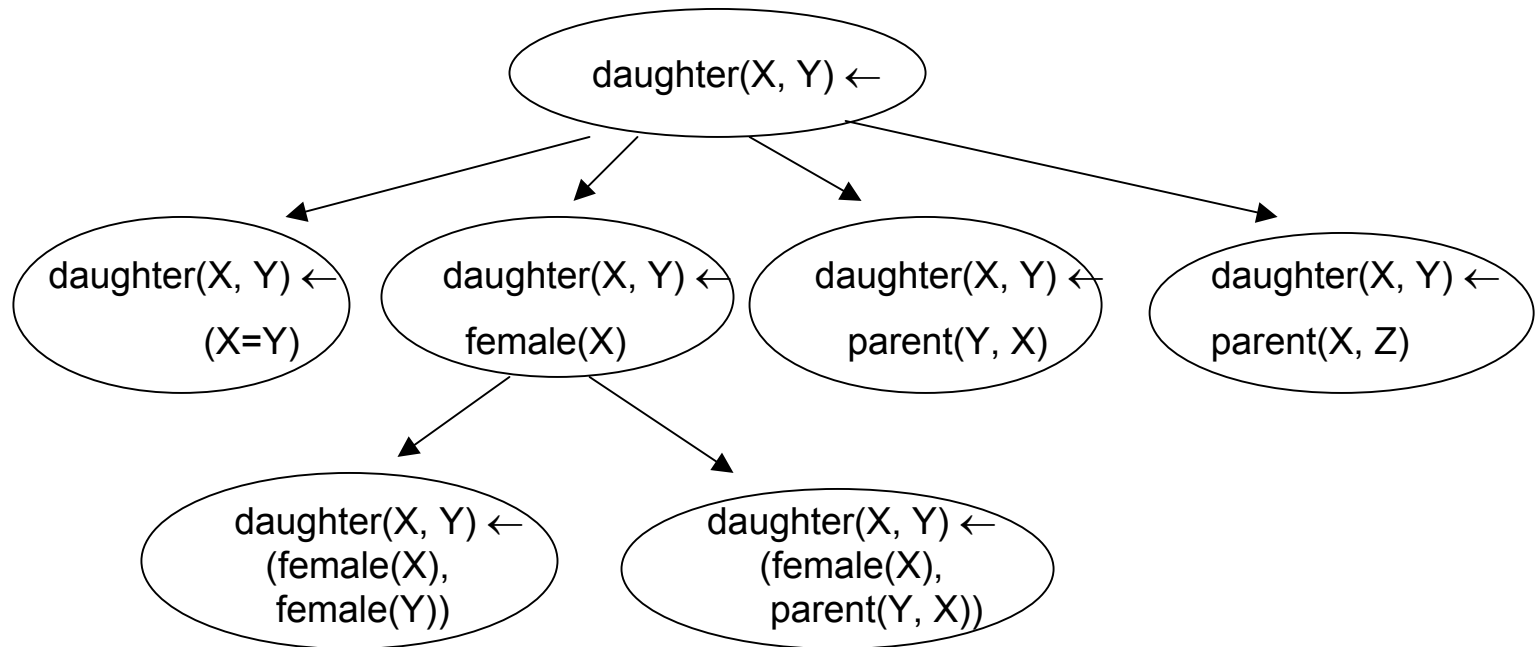 daughter(X, Y) ←
daughter(X, Y) ←
(X=Y)
daughter(X, Y) ←
female(X)
daughter(X, Y) ←
parent(Y, X)
daughter(X, Y) ←
parent(X, Z)
daughter(X, Y) ←
(female(X),
female(Y))
daughter(X, Y) ←
(female(X),
parent(Y, X))